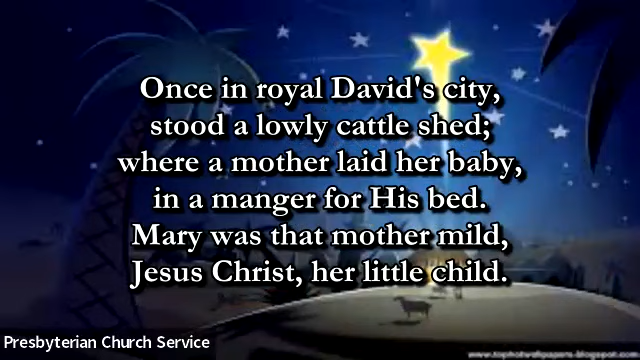 Once in royal David's city,
stood a lowly cattle shed;
where a mother laid her baby,
in a manger for His bed.
Mary was that mother mild,
Jesus Christ, her little child.
Presbyterian Church Service